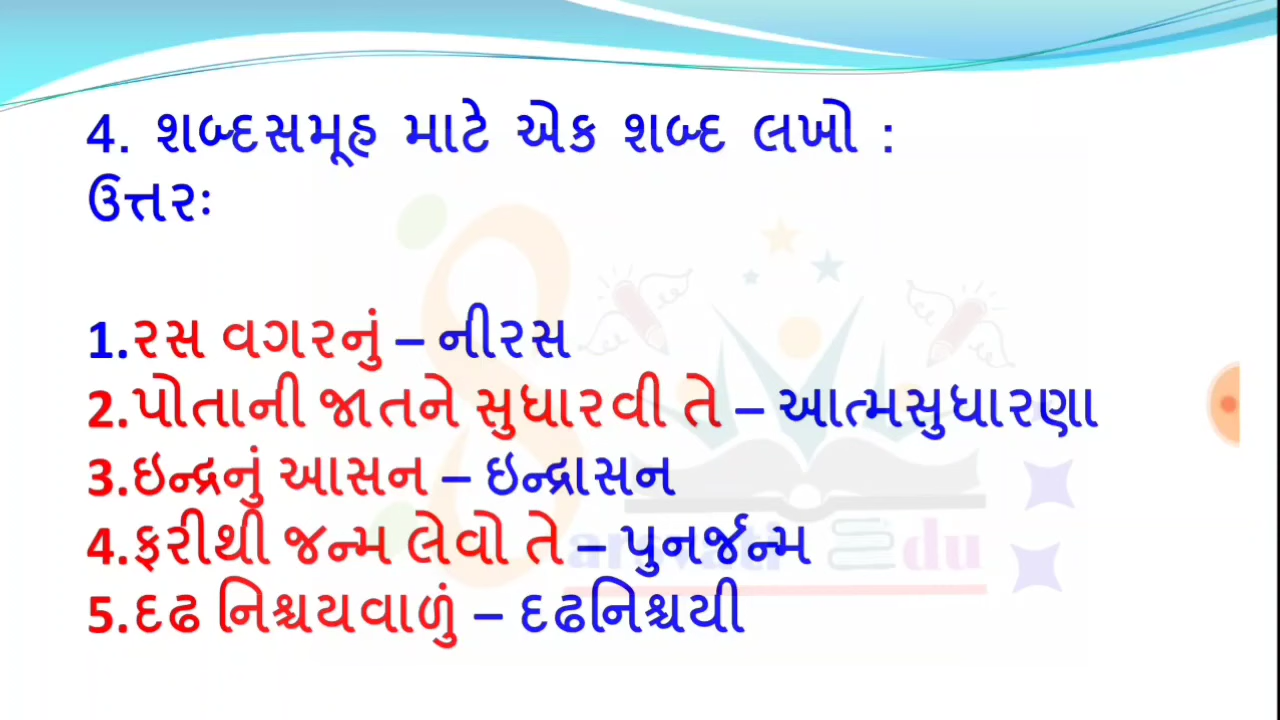 4. શબ્દસમૂહ માટે એક શબ્દ લખો :
ઉત્તરઃ
1.રસ વગરનું – નીરસ
2.પોતાની જાતને સુધારવી તે – આત્મસુધારણા
3.ઇન્દ્રનું આસન – ઇન્દ્રાસન
4.ફરીથી જન્મ લેવો તે – પુનર્જન્મ
5.દઢ નિશ્ચયવાળું – દઢનિશ્ચયી